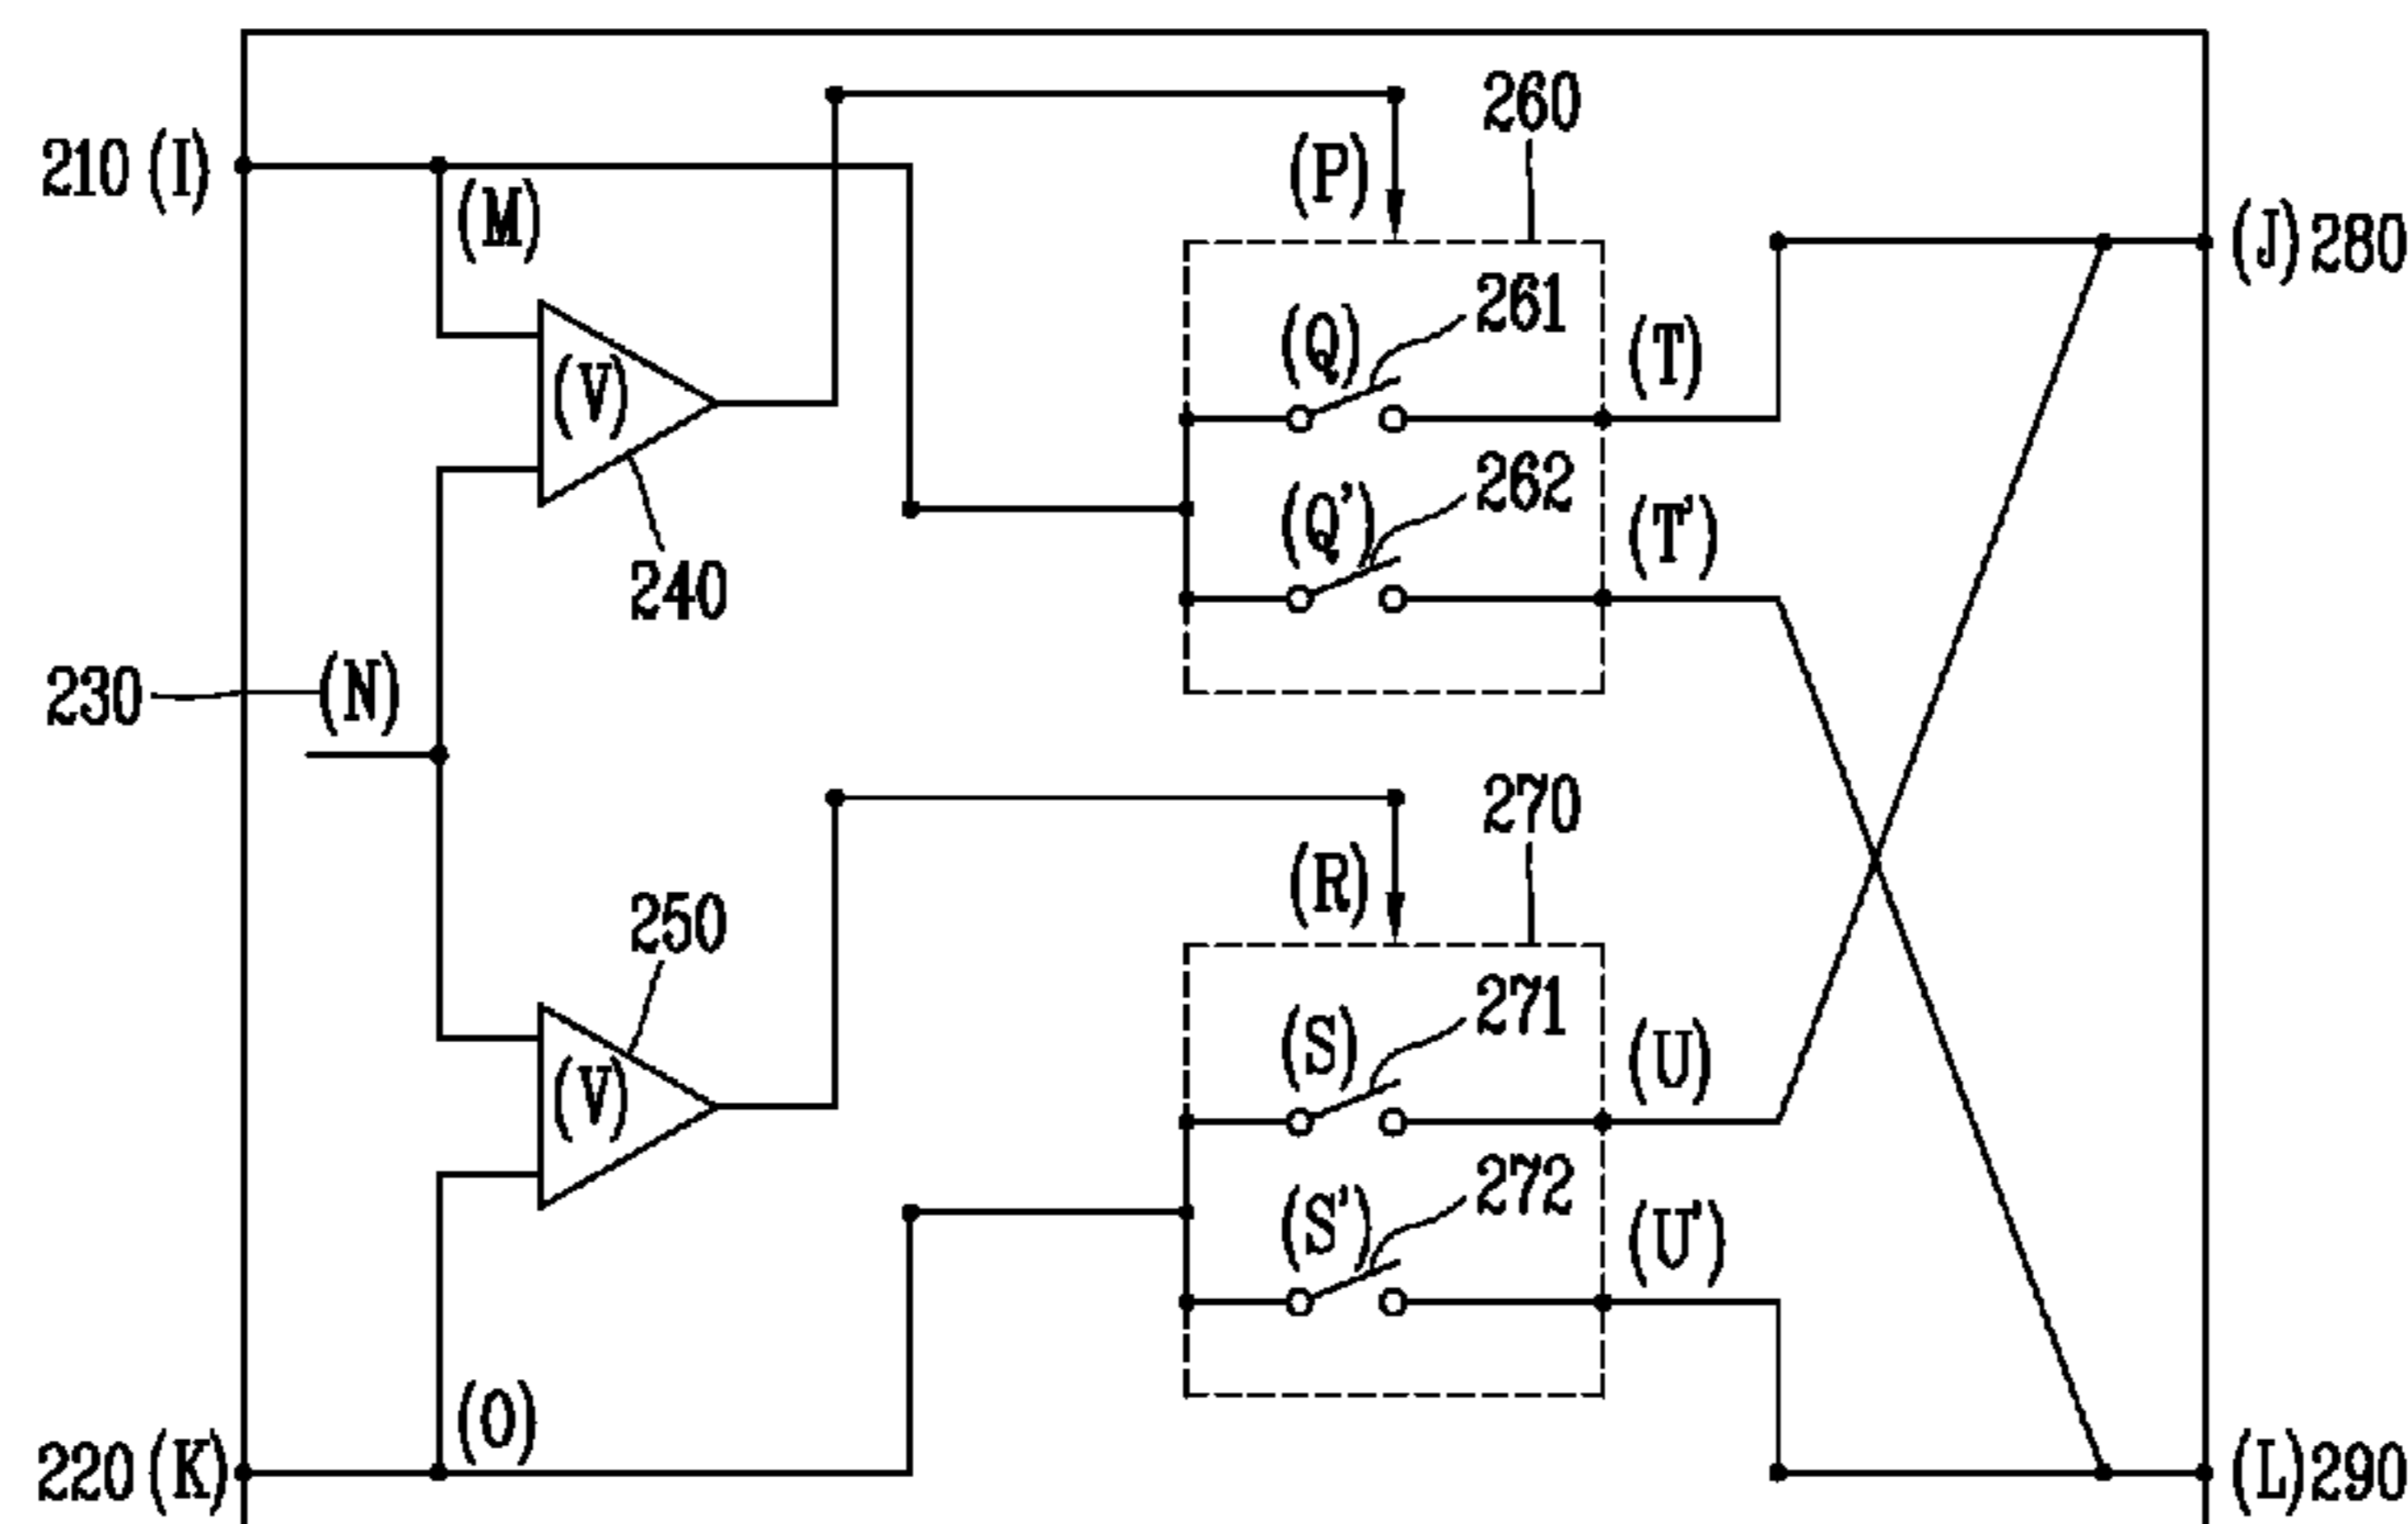 260
210 (I)
(P)
(M)
(J) 280
261
(Q)
(T)
(V)
262
(Q')
(T')
240
230
(N)
270
(R)
250
271
(S)
(U)
(V)
272
(S')
(U')
(O)
220 (K)
(L) 290